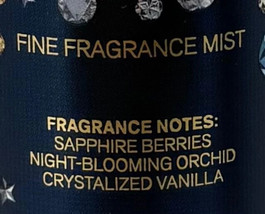 FINE FRAGRANCE MIST
FRAGRANCE NOTES:
SAPPHIRE BERRIES
NIGHT-BLOOMING ORCHID
CRYSTALIZED VANILLA